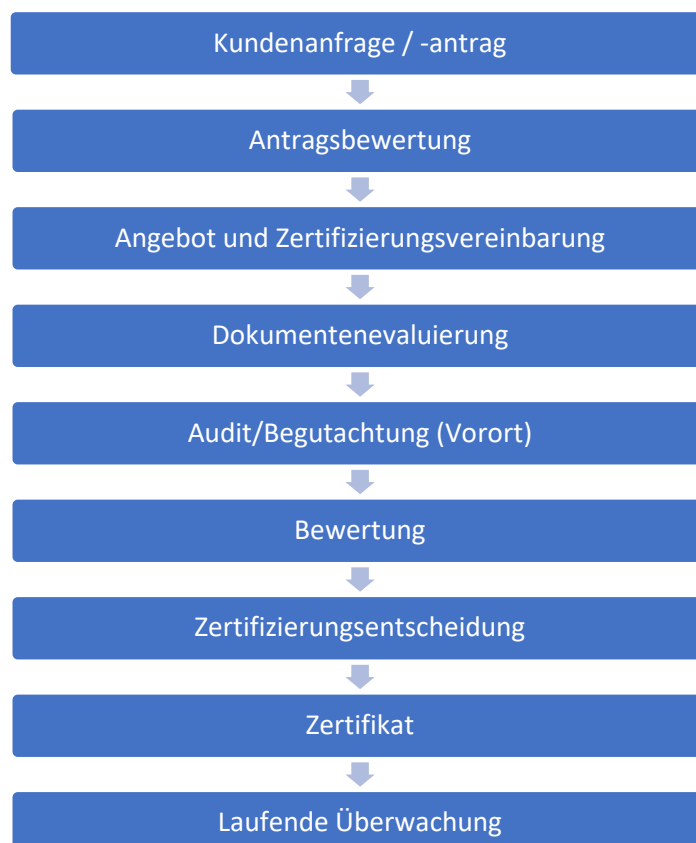 Kundenanfrage / -antrag
Antragsbewertung
Angebot und Zertifizierungsvereinbarung
Dokumentenevaluierung
Audit/Begutachtung (Vorort)
Bewertung
Zertifizierungsentscheidung
Zertifikat
Laufende Überwachung